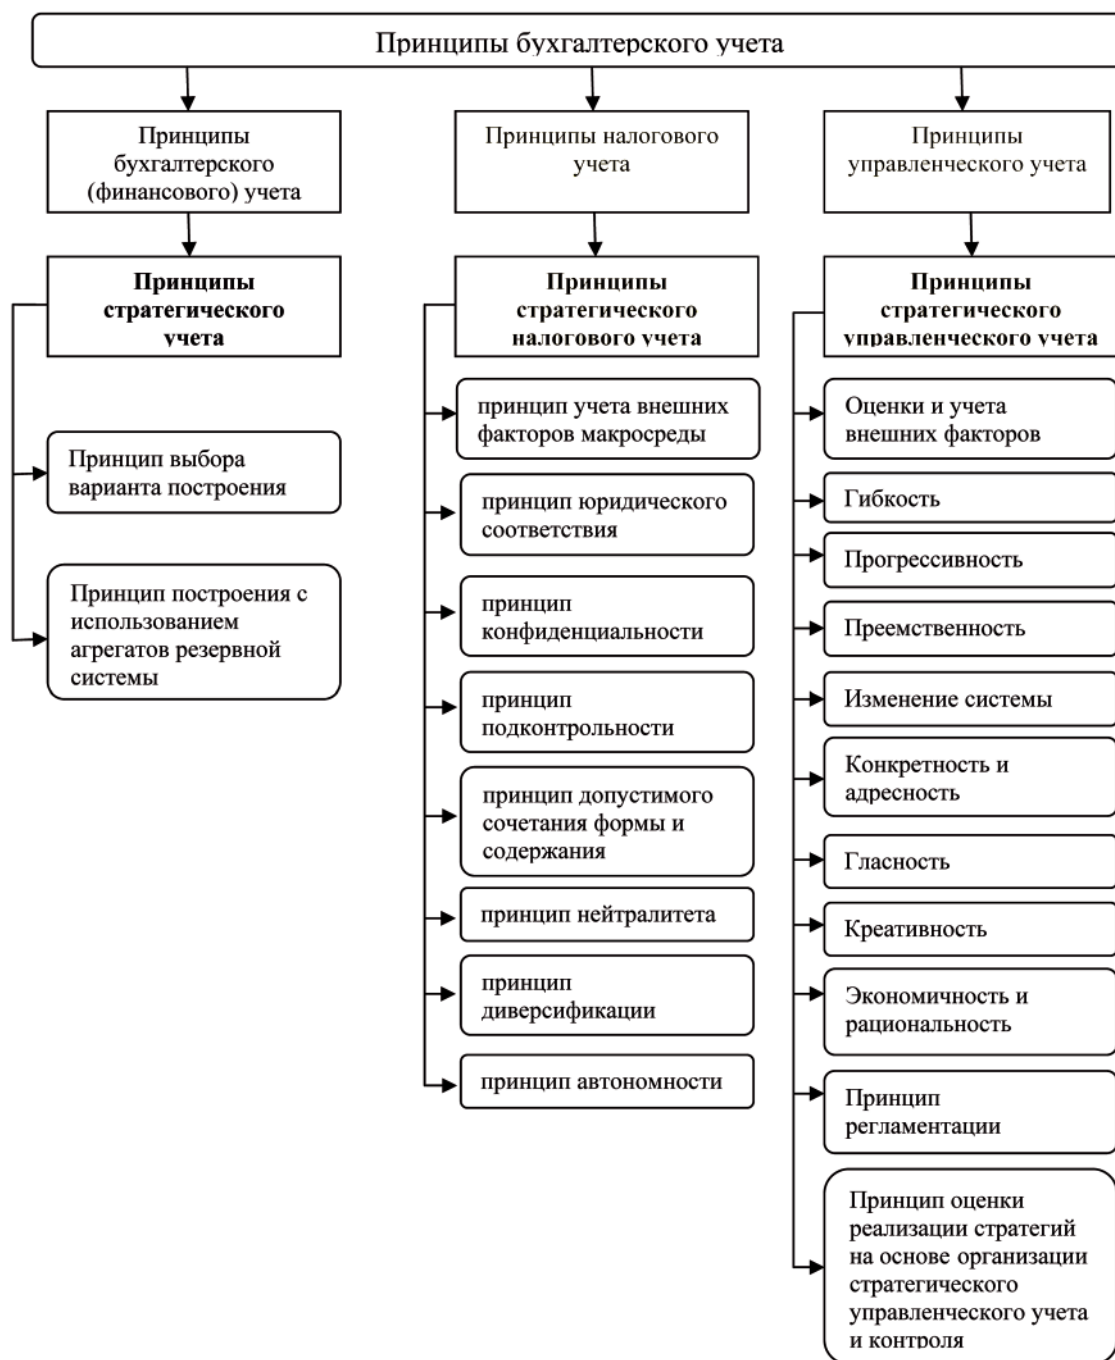 Принципы бухгалтерского учета
Принципы
бухгалтерского
(финансового) учета
Принципы
стратегического
учета
Принцип выбора
варианта построения
Принцип построения с
использованием
агрегатов резервной
системы
Принципы налогового
учета
Принципы
стратегического
налогового учета
принцип учета внешних
факторов макросреды
принцип юридического
соответствия
принцип
конфиденциальности
принцип
подконтрольности
принцип допустимого
сочетания формы и
содержания
принцип нейтралитета
принцип
диверсификации
принцип автономности
Принципы
управленческого учета
Принципы
стратегического
управленческого учета
Оценки и учета
внешних факторов
Гибкость
Прогрессивность
Преемственность
Изменение системы
Конкретность и
адресность
Гласность
Креативность
Экономичность и
рациональность
Принцип
регламентации
Принцип оценки
реализации стратегий
на основе организации
стратегического
управленческого учета
и контроля